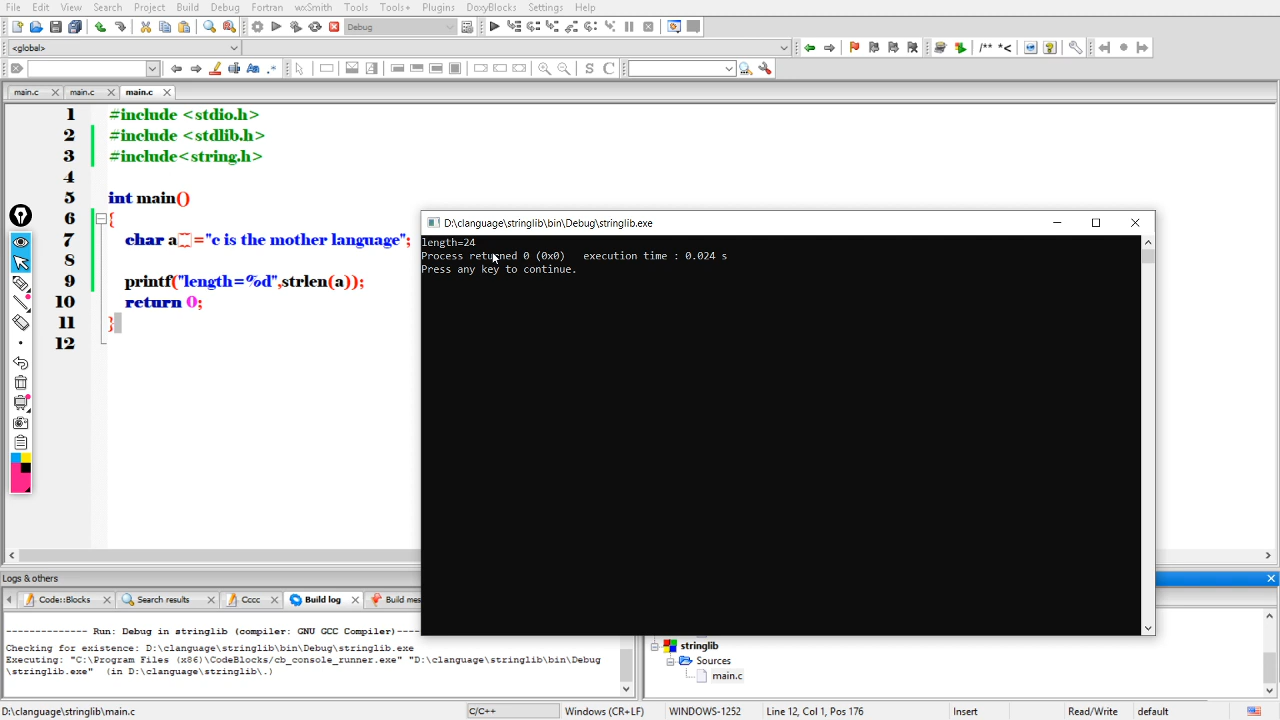 File Edit View Search Project Build Debug Fortran wxSmith Tools Tools+ Plugins DoxyBlocks Settings Help
Debug
<global>
/** *<
S C
main.c main.c main.c
1 #include <stdio.h>
2 #include <stdlib.h>
3 #include<string.h>
4
5 int main()
6 {
7 char a[]="c is the mother language";
8
9 printf("length=%d",strlen(a));
10 return 0;
11 }
12
D:\clanguage\stringlib\bin\Debug\stringlib.exe
length=24
Process returned 0 (0x0) execution time : 0.024 s
Press any key to continue.
Logs & others
Code::Blocks Search results Cccc Build log Build mes
-------------- Run: Debug in stringlib (compiler: GNU GCC Compiler)----
Checking for existence: D:\clanguage\stringlib\bin\Debug\stringlib.exe
Executing: "C:\Program Files (x86)\CodeBlocks/cb_console_runner.exe" "D:\clanguage\stringlib\bin\Debug
\stringlib.exe" (in D:\clanguage\stringlib\.)
stringlib
Sources
main.c
D:\clanguage\stringlib\main.c C/C++ Windows (CR+LF) WINDOWS-1252 Line 12, Col 1, Pos 176 Insert Read/Write default